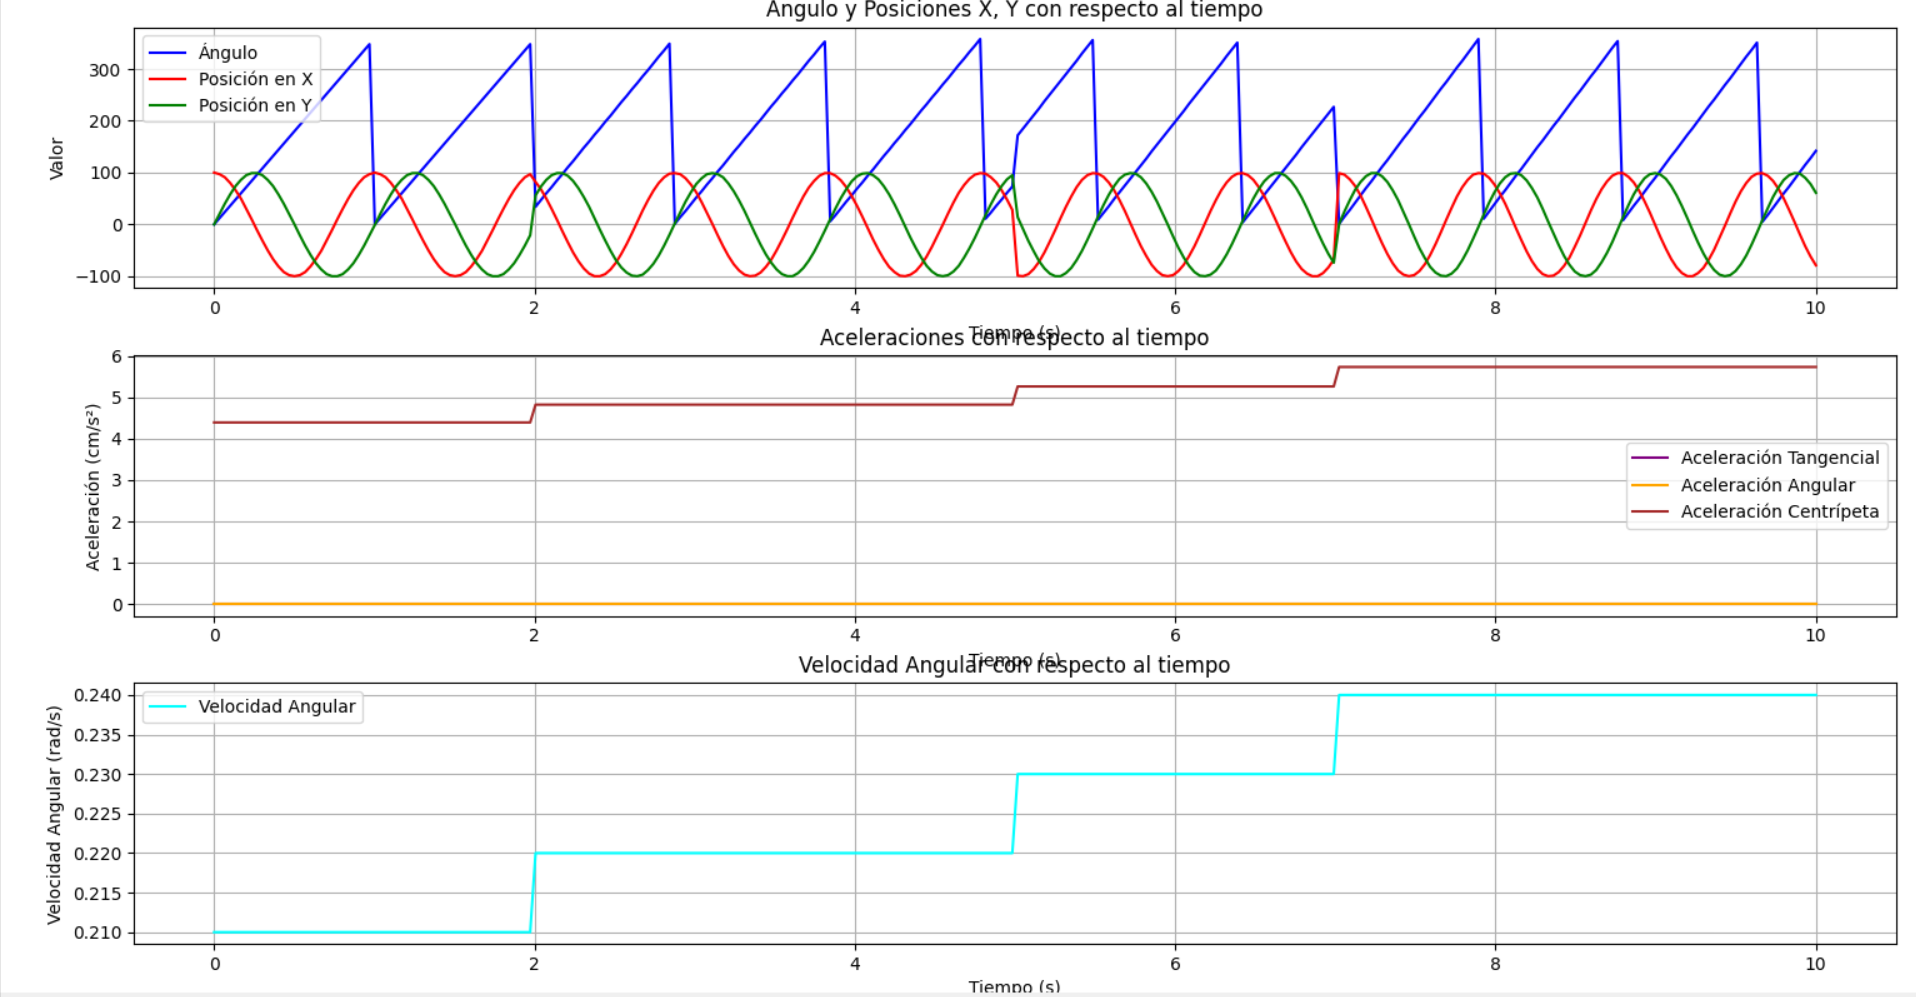 Ángulo y Posiciones X, Y con respecto al tiempo
Valor
300
200
100
0
−100
Ángulo
Posición en X
Posición en Y
0 2 4 6 8 10
Tiempo (s)
Aceleraciones con respecto al tiempo
Aceleración (cm/s²)
6
5
4
3
2
1
0
Aceleración Tangencial
Aceleración Angular
Aceleración Centrípeta
0 2 4 6 8 10
Tiempo (s)
Velocidad Angular con respecto al tiempo
Velocidad Angular (rad/s)
0.240
0.235
0.230
0.225
0.220
0.215
0.210
Velocidad Angular
0 2 4 6 8 10
Tiempo (s)